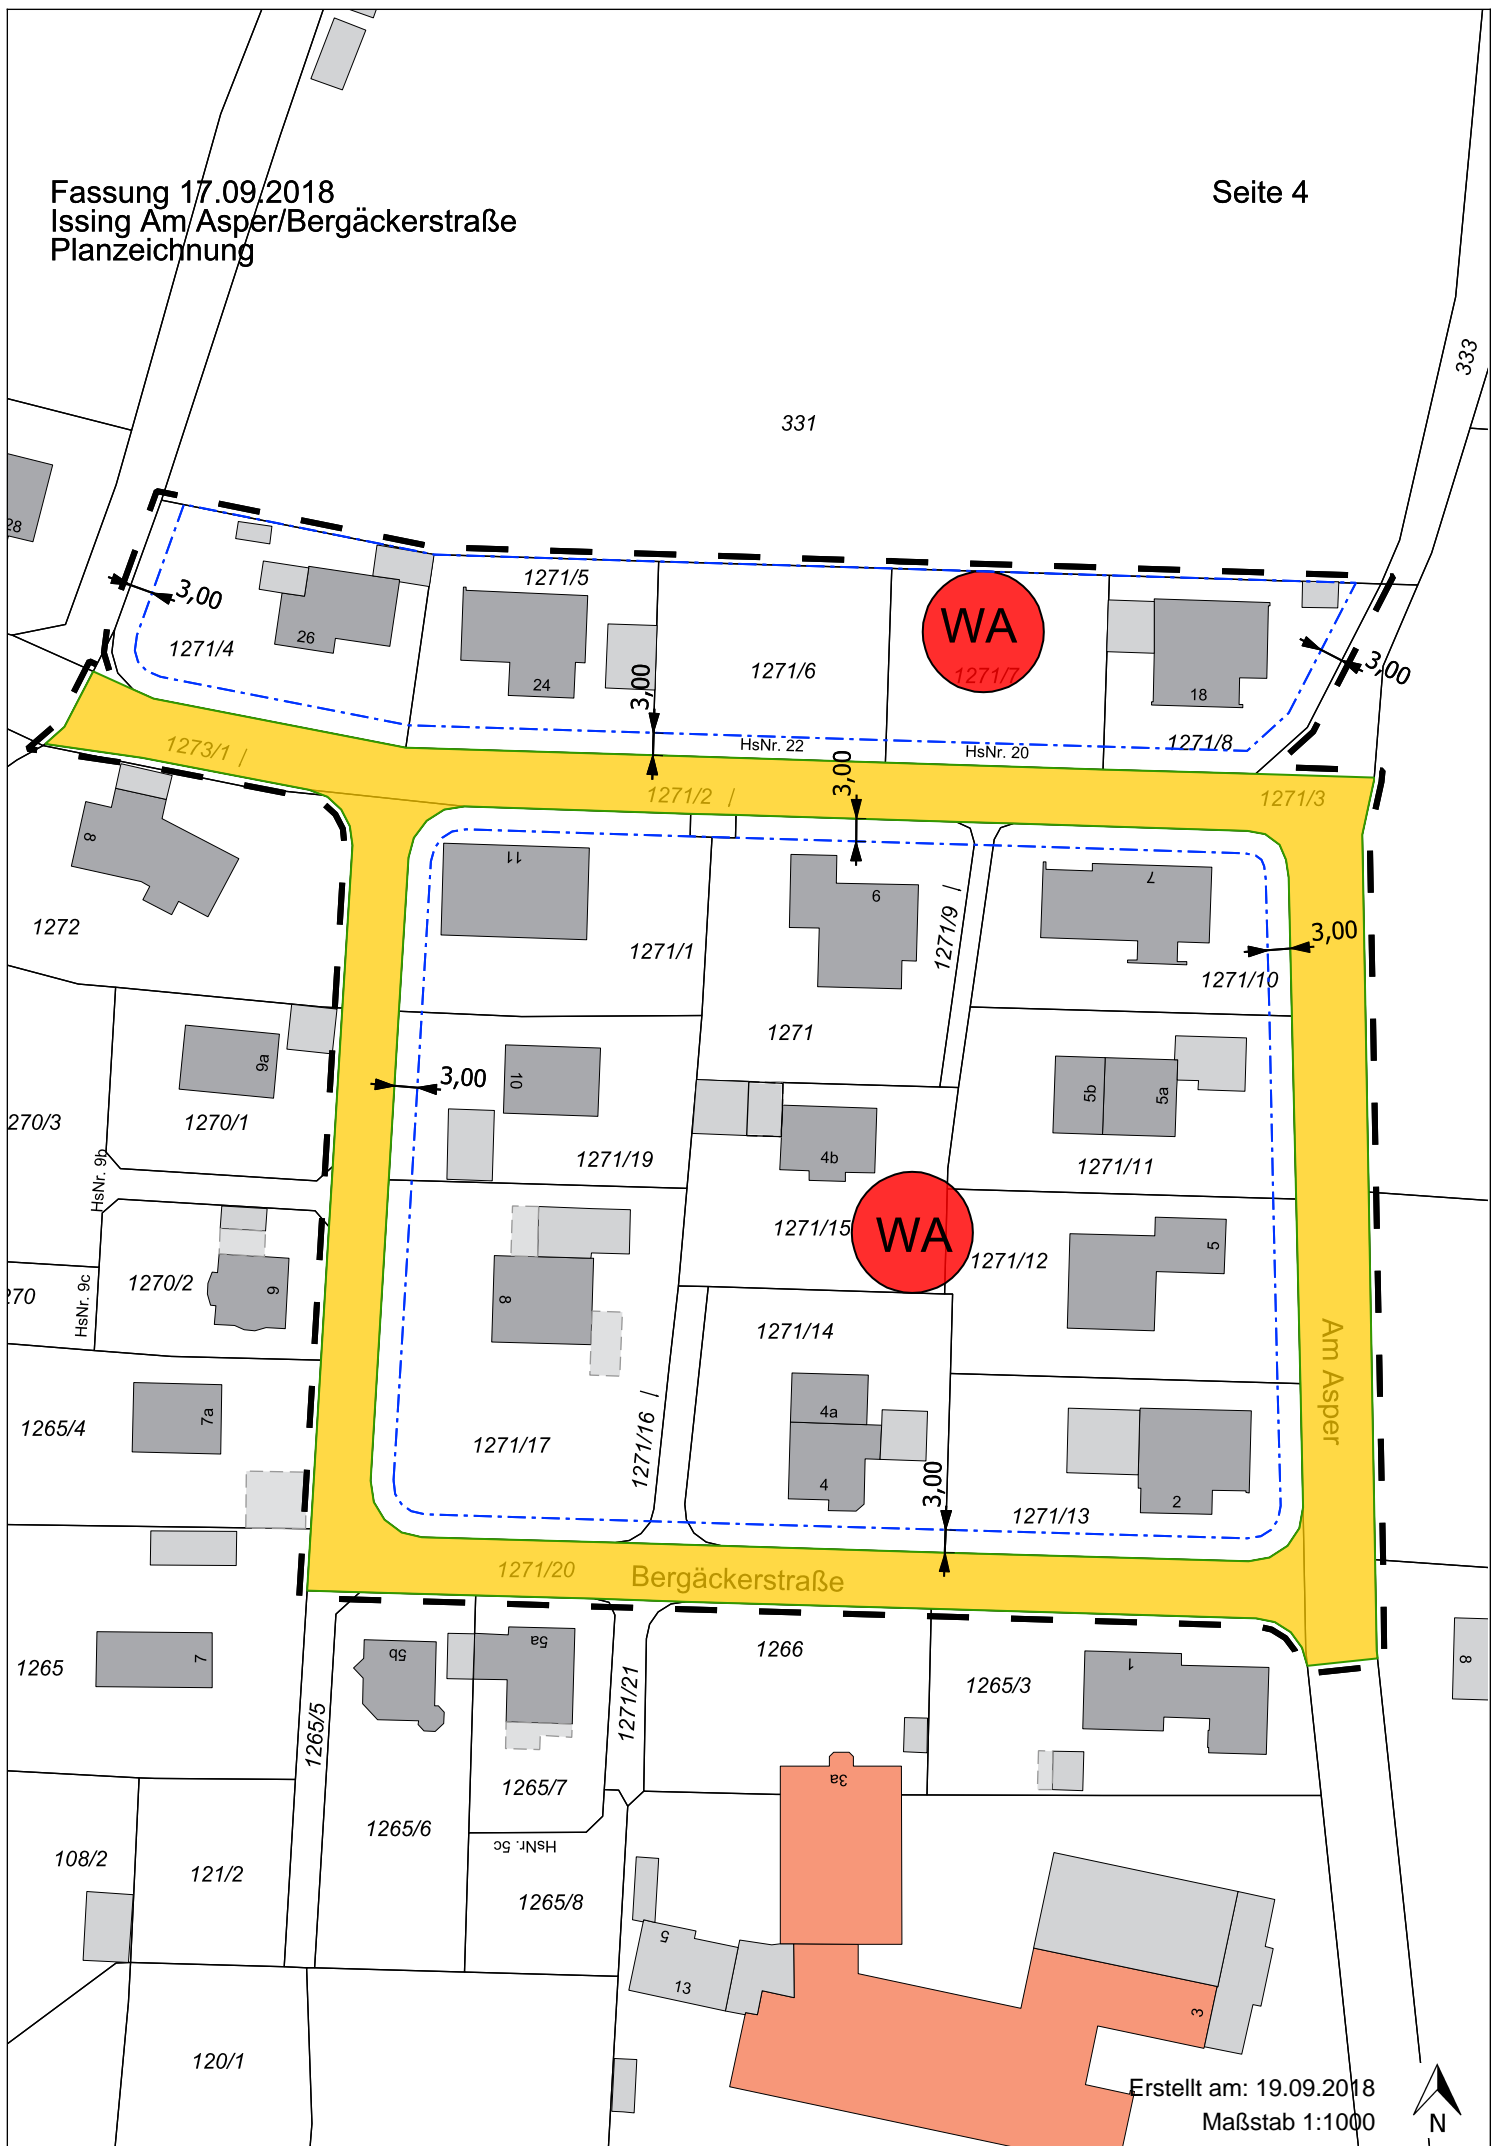 Fassung 17.09.2018
Issing Am Asper/Bergäckerstraße
Planzeichnung
Seite 4
333
331
28
3,00
1271/5
26
1271/4
24
3,00
1271/6
WA
1271/7
18
3,00
1271/8
HsNr. 22
HsNr. 20
1273/1
1271/2
3,00
1271/3
8
11
6
7
1272
1271/1
1271/9
3,00
1271/10
1271
9a
10
3,00
5b
5a
270/3
1270/1
1271/19
4b
1271/11
HsNr. 9b
1271/15
WA
1271/12
5
270
HsNr. 9c
1270/2
9
8
1271/14
Am Asper
1265/4
7a
1271/17
1271/16
4a
4
3,00
1271/13
2
1271/20
Bergäckerstraße
1265
7
1265/5
5b
5a
1271/21
1266
1265/3
1
8
1265/7
3a
1265/6
HsNr. 5c
108/2
121/2
1265/8
5
13
3
120/1
Erstellt am: 19.09.2018
Maßstab 1:1000
N